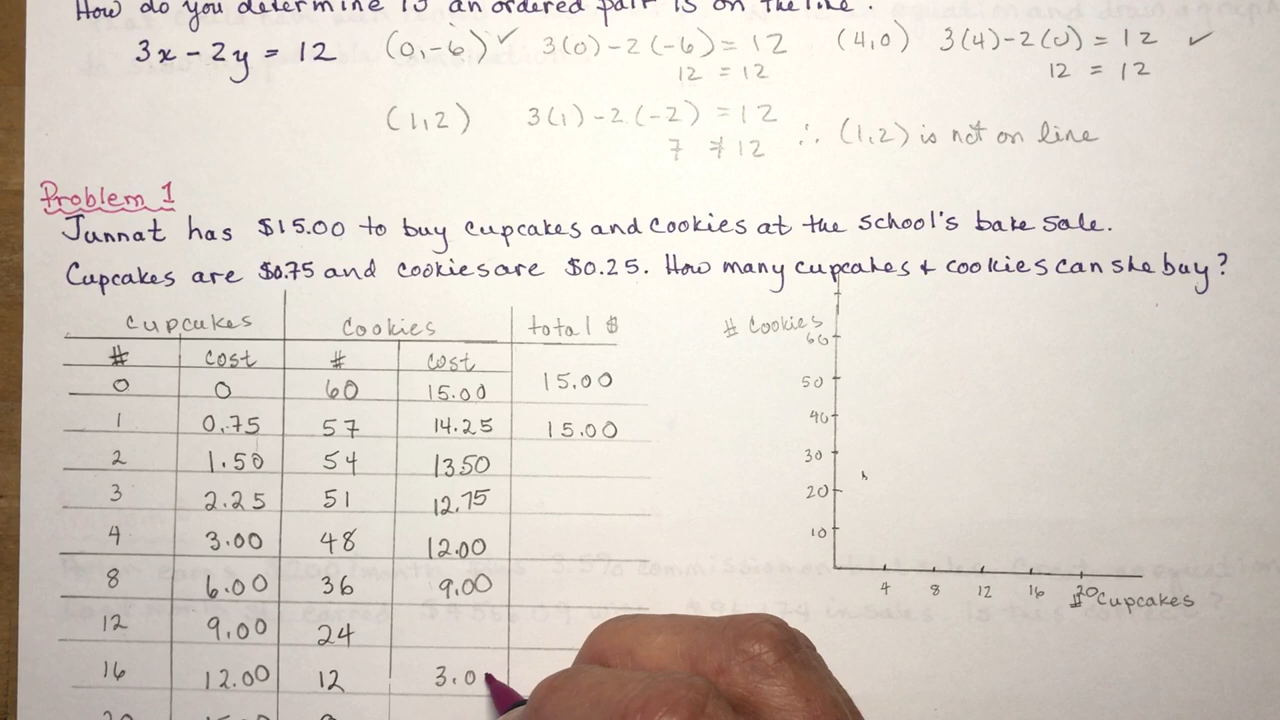 How do you determine if an ordered pair is on the line?
3x - 2y = 12 (0,-6) ✓ 3(0) - 2(-6) = 12 (4,0) 3(4) - 2(0) = 12 ✓
12 = 12 12 = 12
(1,2) 3(1) - 2(-2) = 12
7 ≠ 12 ∴ (1,2) is not on line
Problem 1
Junnat has $15.00 to buy cupcakes and cookies at the school's bake sale.
Cupcakes are $0.75 and cookies are $0.25. How many cupcakes + cookies can she buy?
cupcakes cookies total $
# cost # cost
0 0 60 15.00 15.00
1 0.75 57 14.25 15.00
2 1.50 54 13.50
3 2.25 51 12.75
4 3.00 48 12.00
8 6.00 36 9.00
12 9.00 24
16 12.00 12 3.0
# Cookies
60
50
40
30
20
10
4 8 12 16 20
# Cupcakes